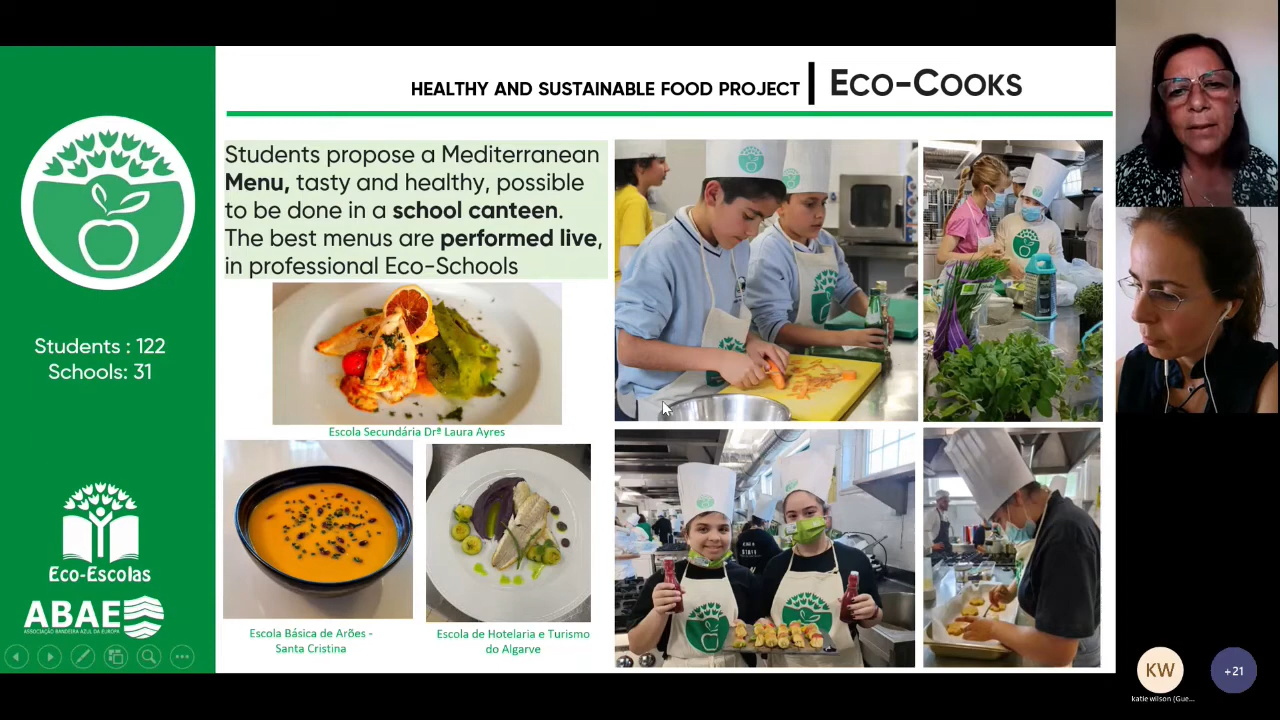 HEALTHY AND SUSTAINABLE FOOD PROJECT | ECO-COOKS
Students propose a Mediterranean
Menu, tasty and healthy, possible
to be done in a school canteen.
The best menus are performed live,
in professional Eco-Schools
Students : 122
Schools: 31
Escola Secundária Drª Laura Ayres
Escola Básica de Arões -
Santa Cristina
Escola de Hotelaria e Turismo
do Algarve
Eco-Escolas
ABAE
ASSOCIAÇÃO BANDEIRA AZUL DA EUROPA
KW
katie wilson (Gue...
+21